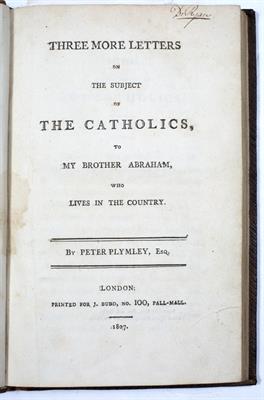 THREE MORE LETTERS
ON
THE SUBJECT
OF
THE CATHOLICS,
TO
MY BROTHER ABRAHAM,
WHO
LIVES IN THE COUNTRY.
BY PETER PLYMLEY, ESQ.
LONDON:
PRINTED FOR J. BUDD, NO. 100, PALL-MALL.
1807.